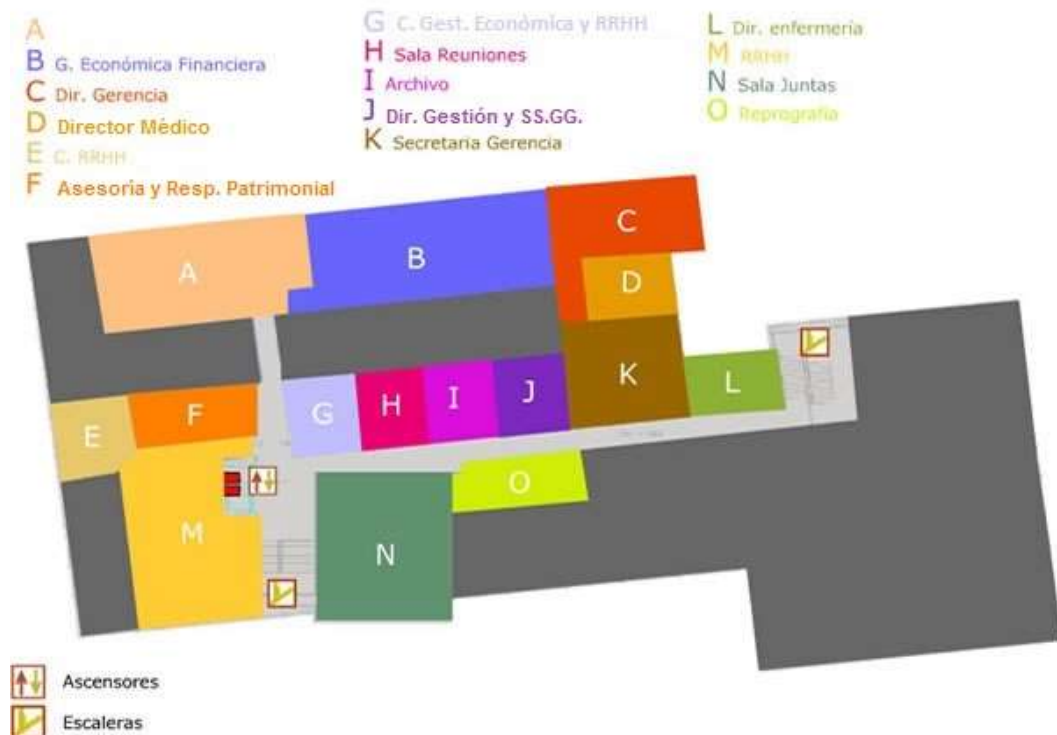 A
B G. Económica Financiera
C Dir. Gerencia
D Director Médico
E C. RRHH
F Asesoría y Resp. Patrimonial
G C. Gest. Económica y RRHH
H Sala Reuniones
I Archivo
J Dir. Gestión y SS.GG.
K Secretaria Gerencia
L Dir. enfermería
M RRHH
N Sala Juntas
O Reprografía
C
A
B
D
K
L
J
I
H
G
F
E
O
M
N
Ascensores
Escaleras